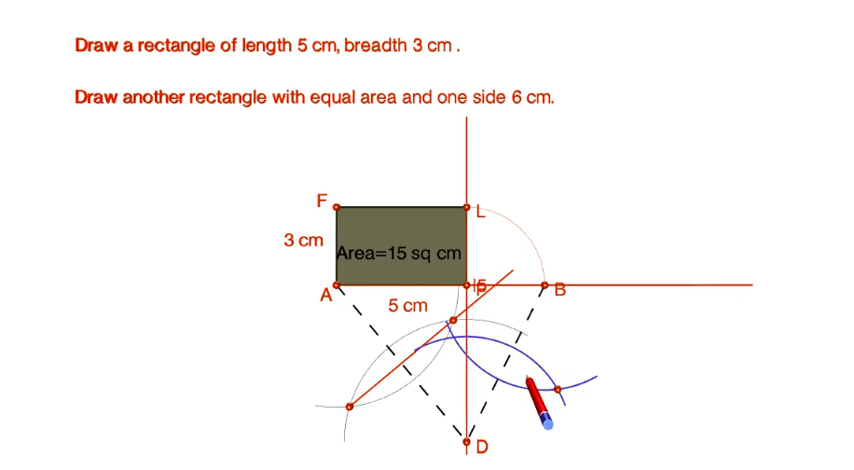 Draw a rectangle of length 5 cm, breadth 3 cm .
Draw another rectangle with equal area and one side 6 cm.
F
L
3 cm
Area=15 sq cm
A
B
5 cm
D